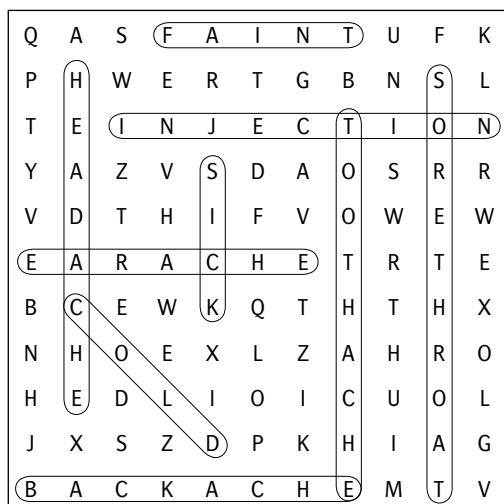 Q A S F A I N T U F K
P H W E R T G B N S L
T E I N J E C T I O N
Y A Z V S D A O S R R
V D T H I F V O W E W
E A R A C H E T R T E
B C E W K Q T H T H X
N H O E X L Z A H R O
H E D L I O I C U O L
J X S Z D P K H I A G
B A C K A C H E M T V